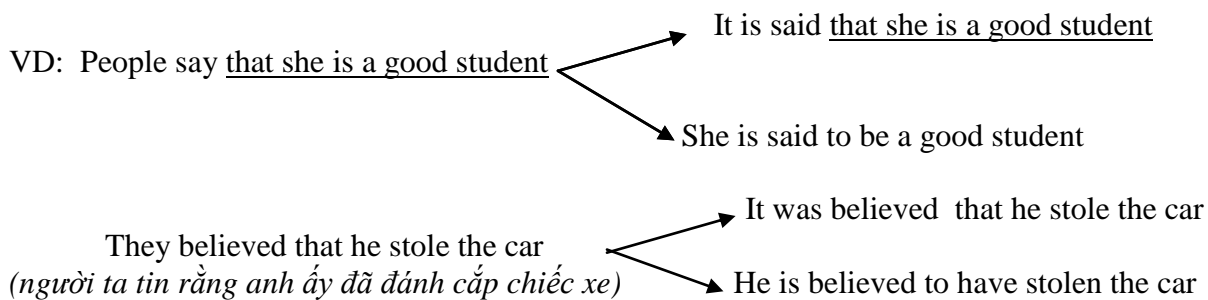 It is said that she is a good student
VD: People say that she is a good student
She is said to be a good student
It was believed that he stole the car
They believed that he stole the car
(người ta tin rằng anh ấy đã đánh cắp chiếc xe)
He is believed to have stolen the car